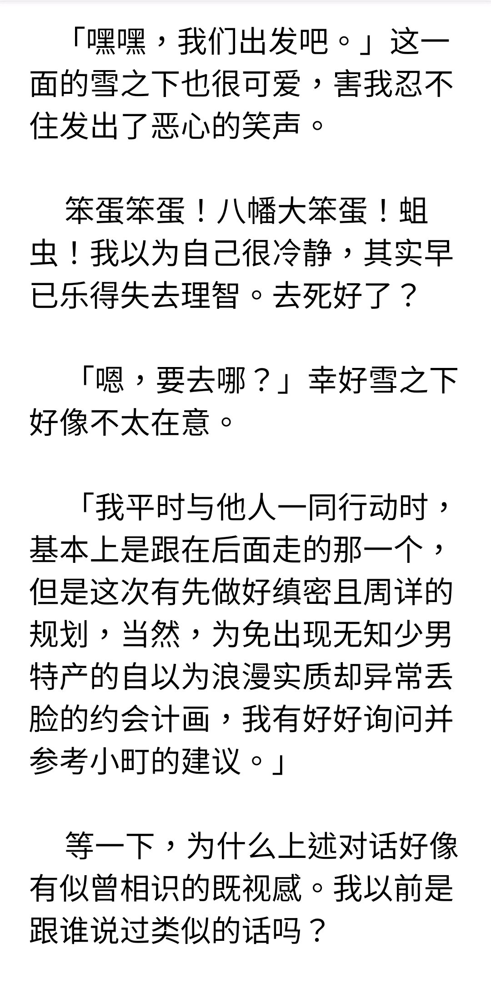 「嘿嘿，我们出发吧。」这一
面的雪之下也很可爱，害我忍不
住发出了恶心的笑声。
笨蛋笨蛋！八幡大笨蛋！蛆
虫！我以为自己很冷静，其实早
已乐得失去理智。去死好了？
「嗯，要去哪？」幸好雪之下
好像不太在意。
「我平时与他人一同行动时，
基本上是跟在后面走的那一个，
但是这次有先做好缜密且周详的
规划，当然，为免出现无知少男
特产的自以为浪漫实质却异常丢
脸的约会计画，我有好好询问并
参考小町的建议。」
等一下，为什么上述对话好像
有似曾相识的既视感。我以前是
跟谁说过类似的话吗？